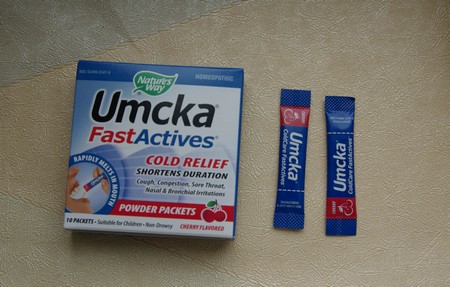 HOMEOPATHIC
Nature's
Way
Umcka
FastActives
COLD RELIEF
SHORTENS DURATION
Cough, Congestion, Sore Throat,
Nasal & Bronchial Irritations
RAPIDLY MELTS IN MOUTH
POWDER PACKETS
10 PACKETS • Suitable for Children • Non-Drowsy
CHERRY FLAVORED
Umcka
ColdCare FastActives
Umcka
ColdCare FastActives
CHERRY